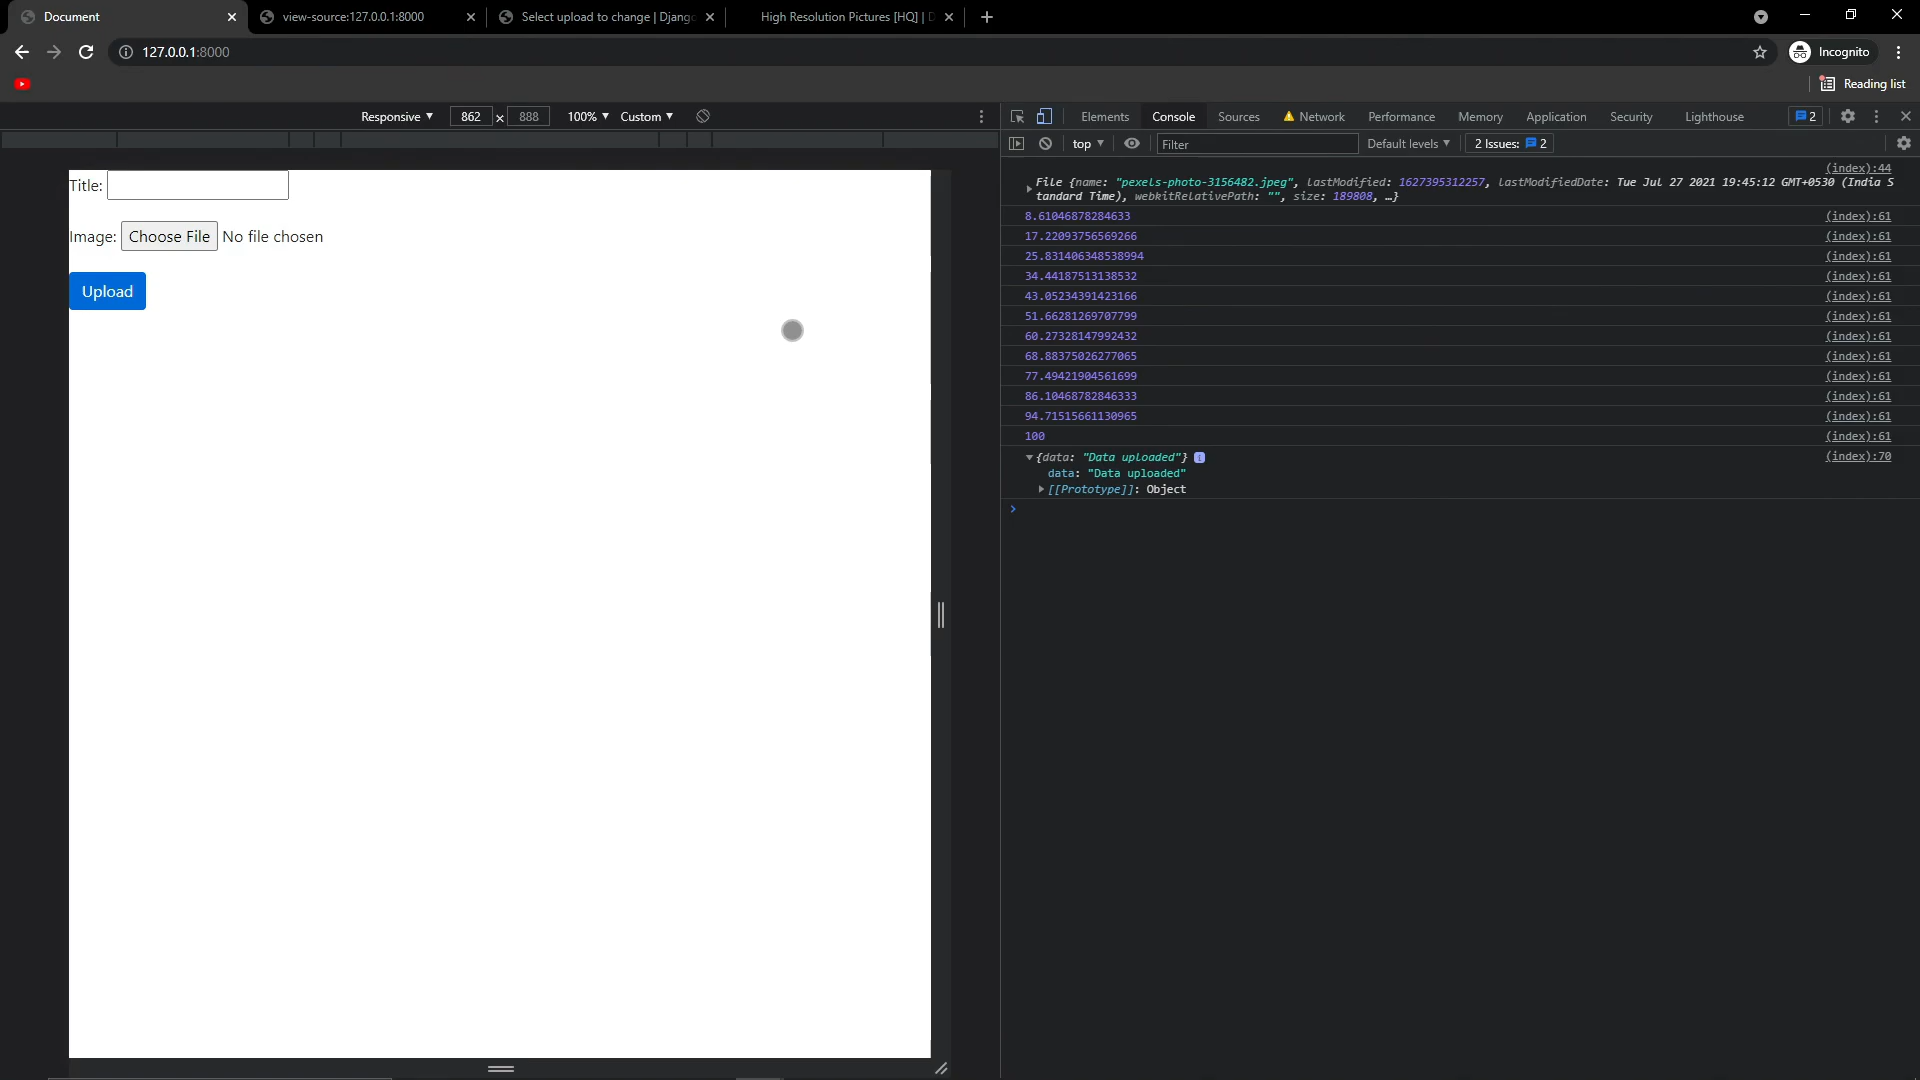 Document
view-source:127.0.0.1:8000
Select upload to change | Djang
High Resolution Pictures [HQ] |
127.0.0.1:8000
Incognito
Reading list
Responsive
862 x 888
100%
Custom
Title:
Image: Choose File No file chosen
Upload
Elements Console Sources Network Performance Memory Application Security Lighthouse 2
top Filter Default levels 2 Issues: 2
(index):44
File {name: "pexels-photo-3156482.jpeg", lastModified: 1627395312257, lastModifiedDate: Tue Jul 27 2021 19:45:12 GMT+0530 (India S
tandard Time), webkitRelativePath: "", size: 189808, …}
8.61046878284633 (index):61
17.22093756569266 (index):61
25.831406348538994 (index):61
34.44187513138532 (index):61
43.05234391423166 (index):61
51.66281269707799 (index):61
60.27328147992432 (index):61
68.88375026277065 (index):61
77.49421904561699 (index):61
86.10468782846333 (index):61
94.71515661130965 (index):61
100 (index):61
{data: "Data uploaded"} i (index):70
data: "Data uploaded"
[[Prototype]]: Object